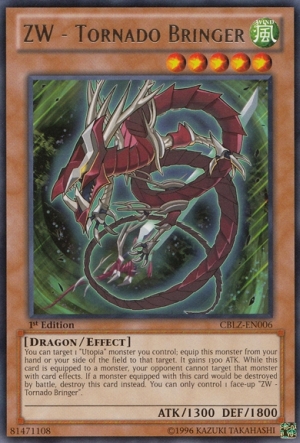 ZW - Tornado Bringer
WIND
風
CBLZ-EN006
1st Edition
[Dragon/Effect]
You can target 1 "Utopia" monster you control; equip this monster from
your hand or your side of the field to that target. It gains 1300 ATK. While this
card is equipped to a monster, your opponent cannot target that monster
with card effects. If a monster equipped with this card would be destroyed
by battle, destroy this card instead. You can only control 1 face-up "ZW -
Tornado Bringer".
ATK/1300 DEF/1800
81471108
©1996 KAZUKI TAKAHASHI